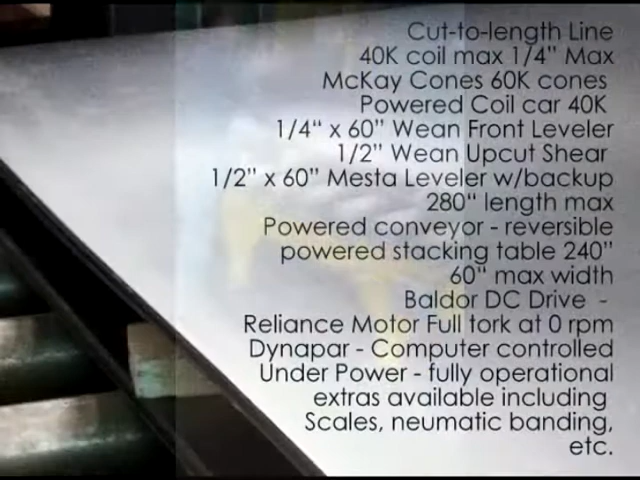 Cut-to-length Line
40K coil max 1/4” Max
McKay Cones 60K cones
Powered Coil car 40K
1/4“ x 60” Wean Front Leveler
1/2” Wean Upcut Shear
1/2” x 60” Mesta Leveler w/backup
280“ length max
Powered conveyor - reversible
powered stacking table 240”
60“ max width
Baldor DC Drive -
Reliance Motor Full tork at 0 rpm
Dynapar - Computer controlled
Under Power - fully operational
extras available including
Scales, neumatic banding,
etc.